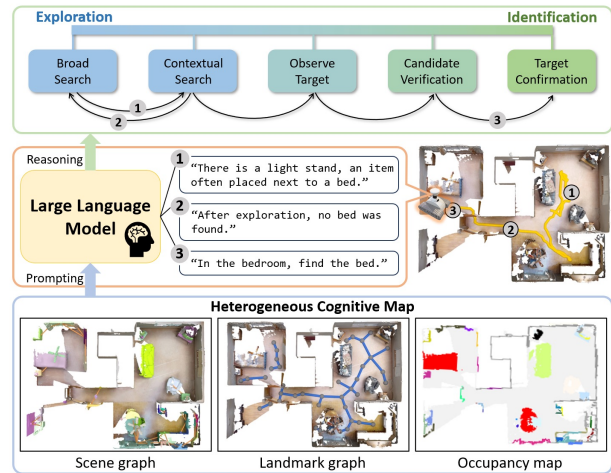 Exploration
Identification
Broad
Search
Contextual
Search
Observe
Target
Candidate
Verification
Target
Confirmation
1
2
3
Reasoning
Large Language
Model
Prompting
1
“There is a light stand, an item
often placed next to a bed.”
2
“After exploration, no bed was
found.”
3
“In the bedroom, find the bed.”
1
2
3
Heterogeneous Cognitive Map
Scene graph
Landmark graph
Occupancy map